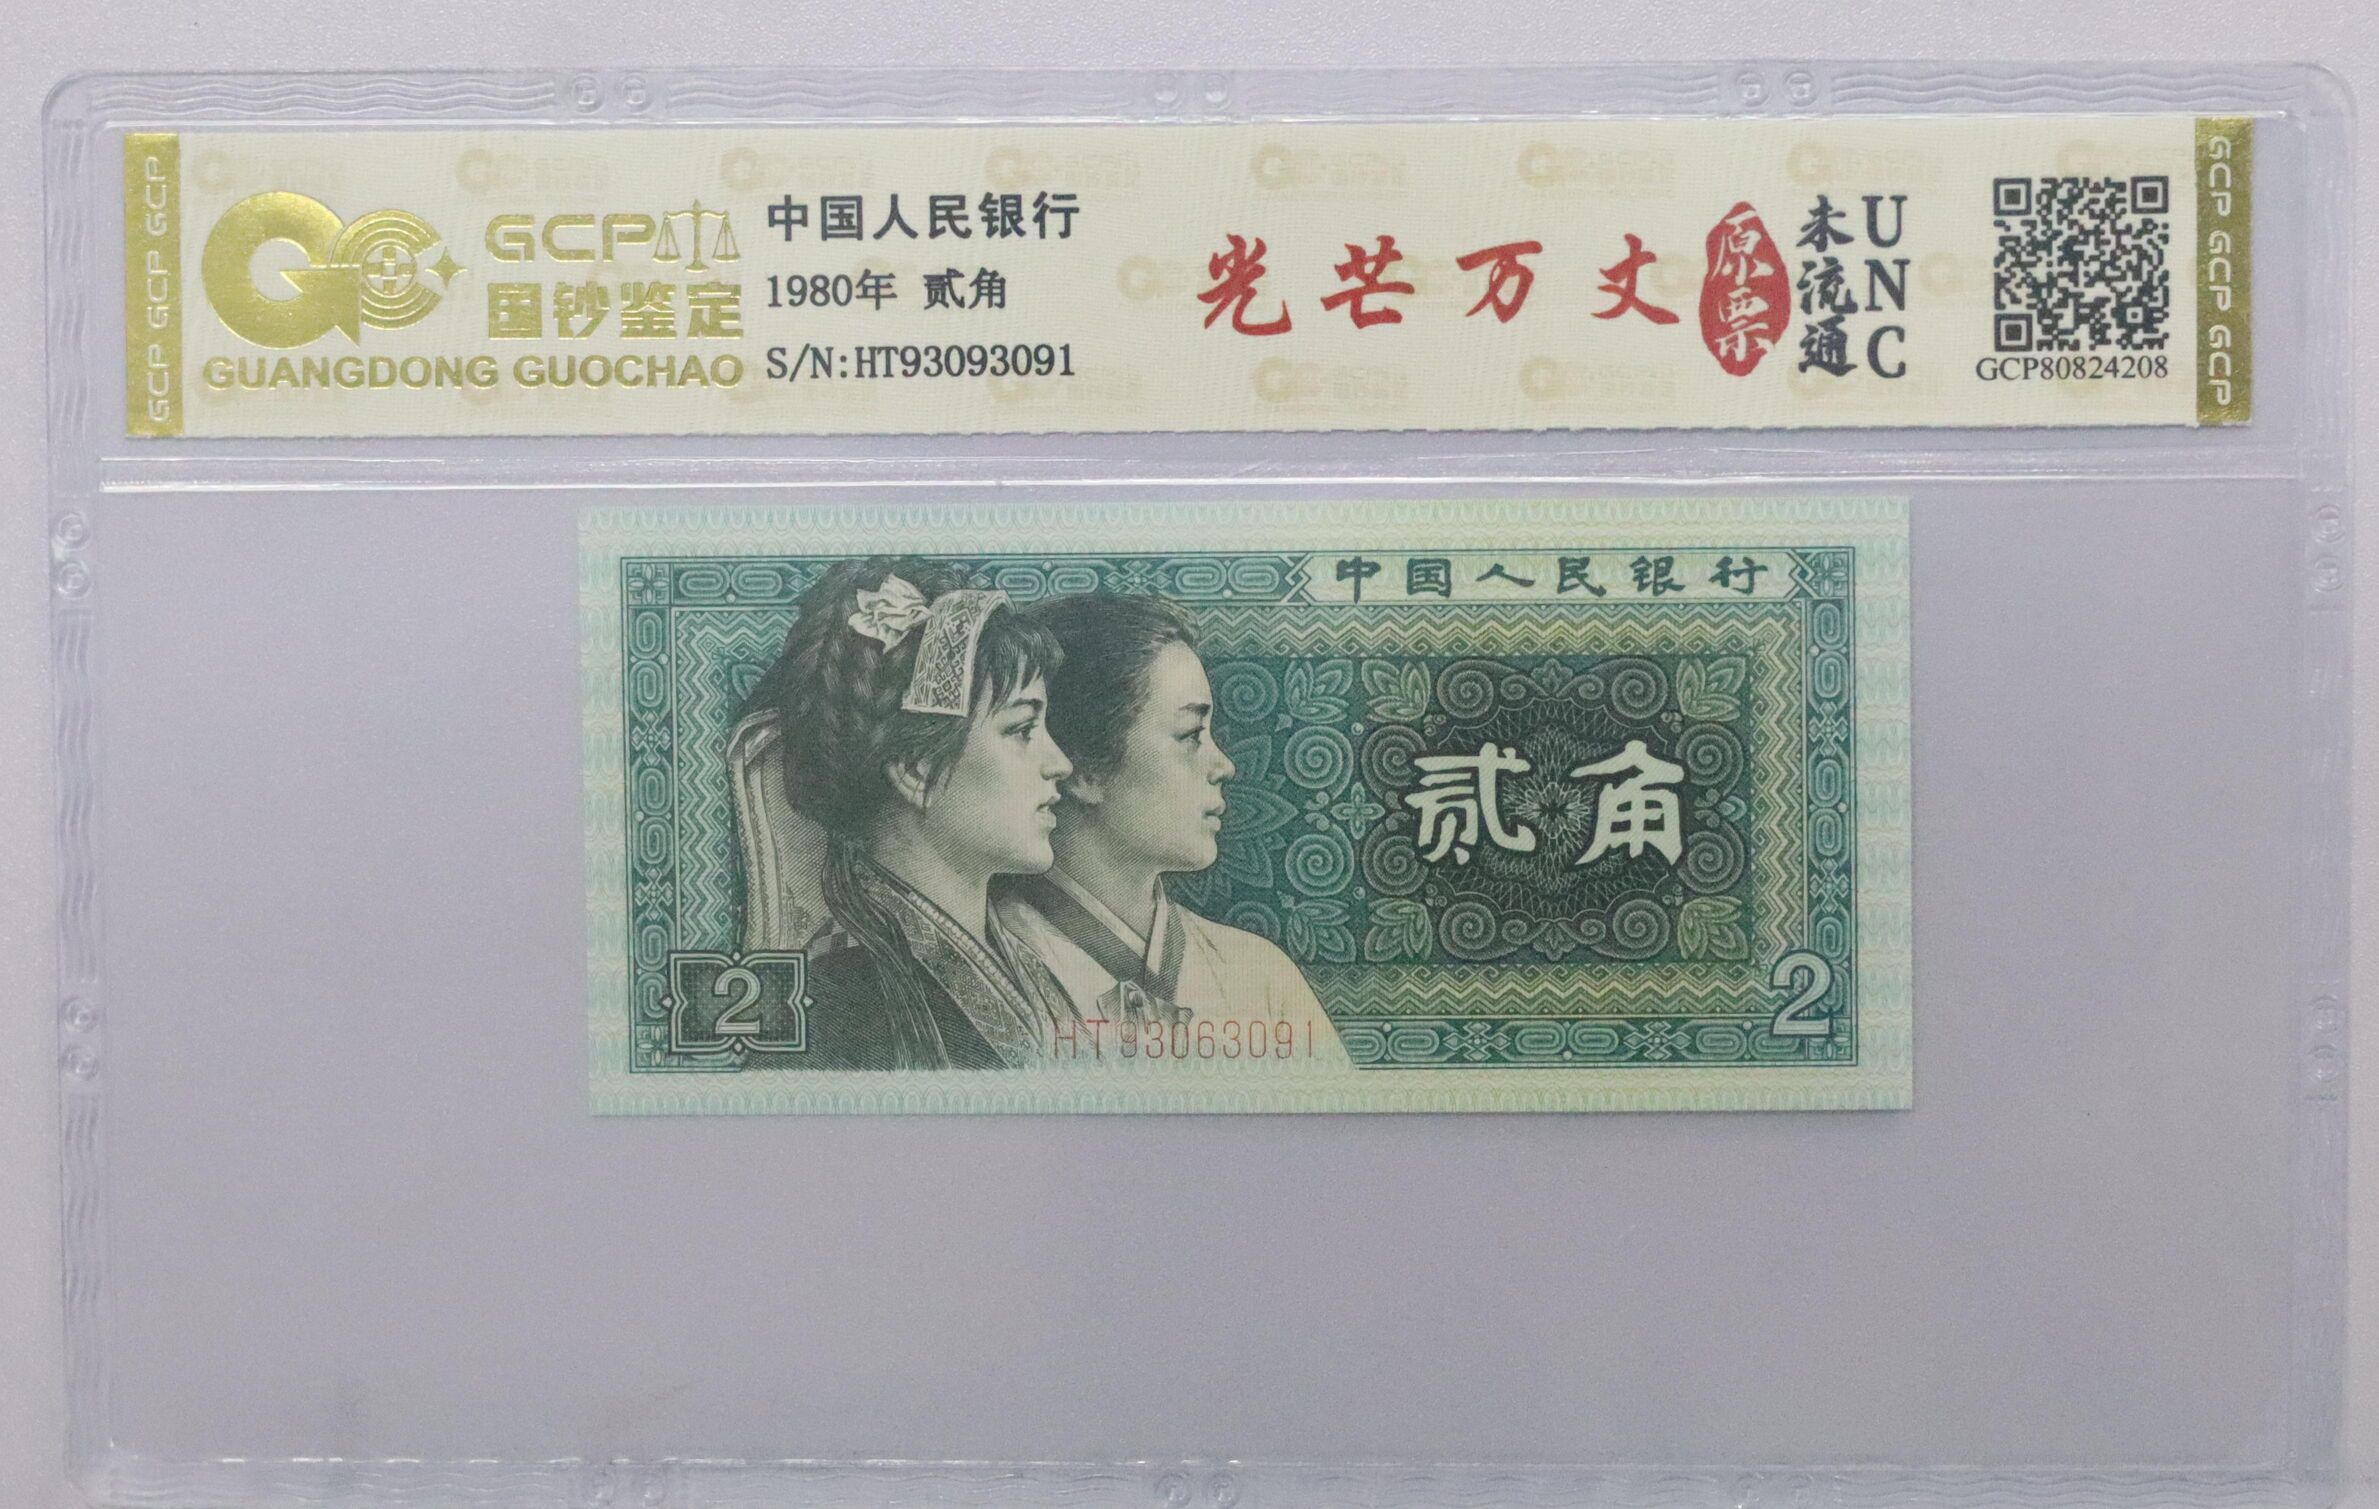 GCP GCP GCP
GCP
国钞鉴定
GUANGDONG GUOCHAO
中国人民银行
1980年 贰角
S/N:HT93093091
光芒万丈
原票
未流通
UNC
GCP80824208
GCP GCP GCP
中国人民银行
贰角
2
2
HT93063091